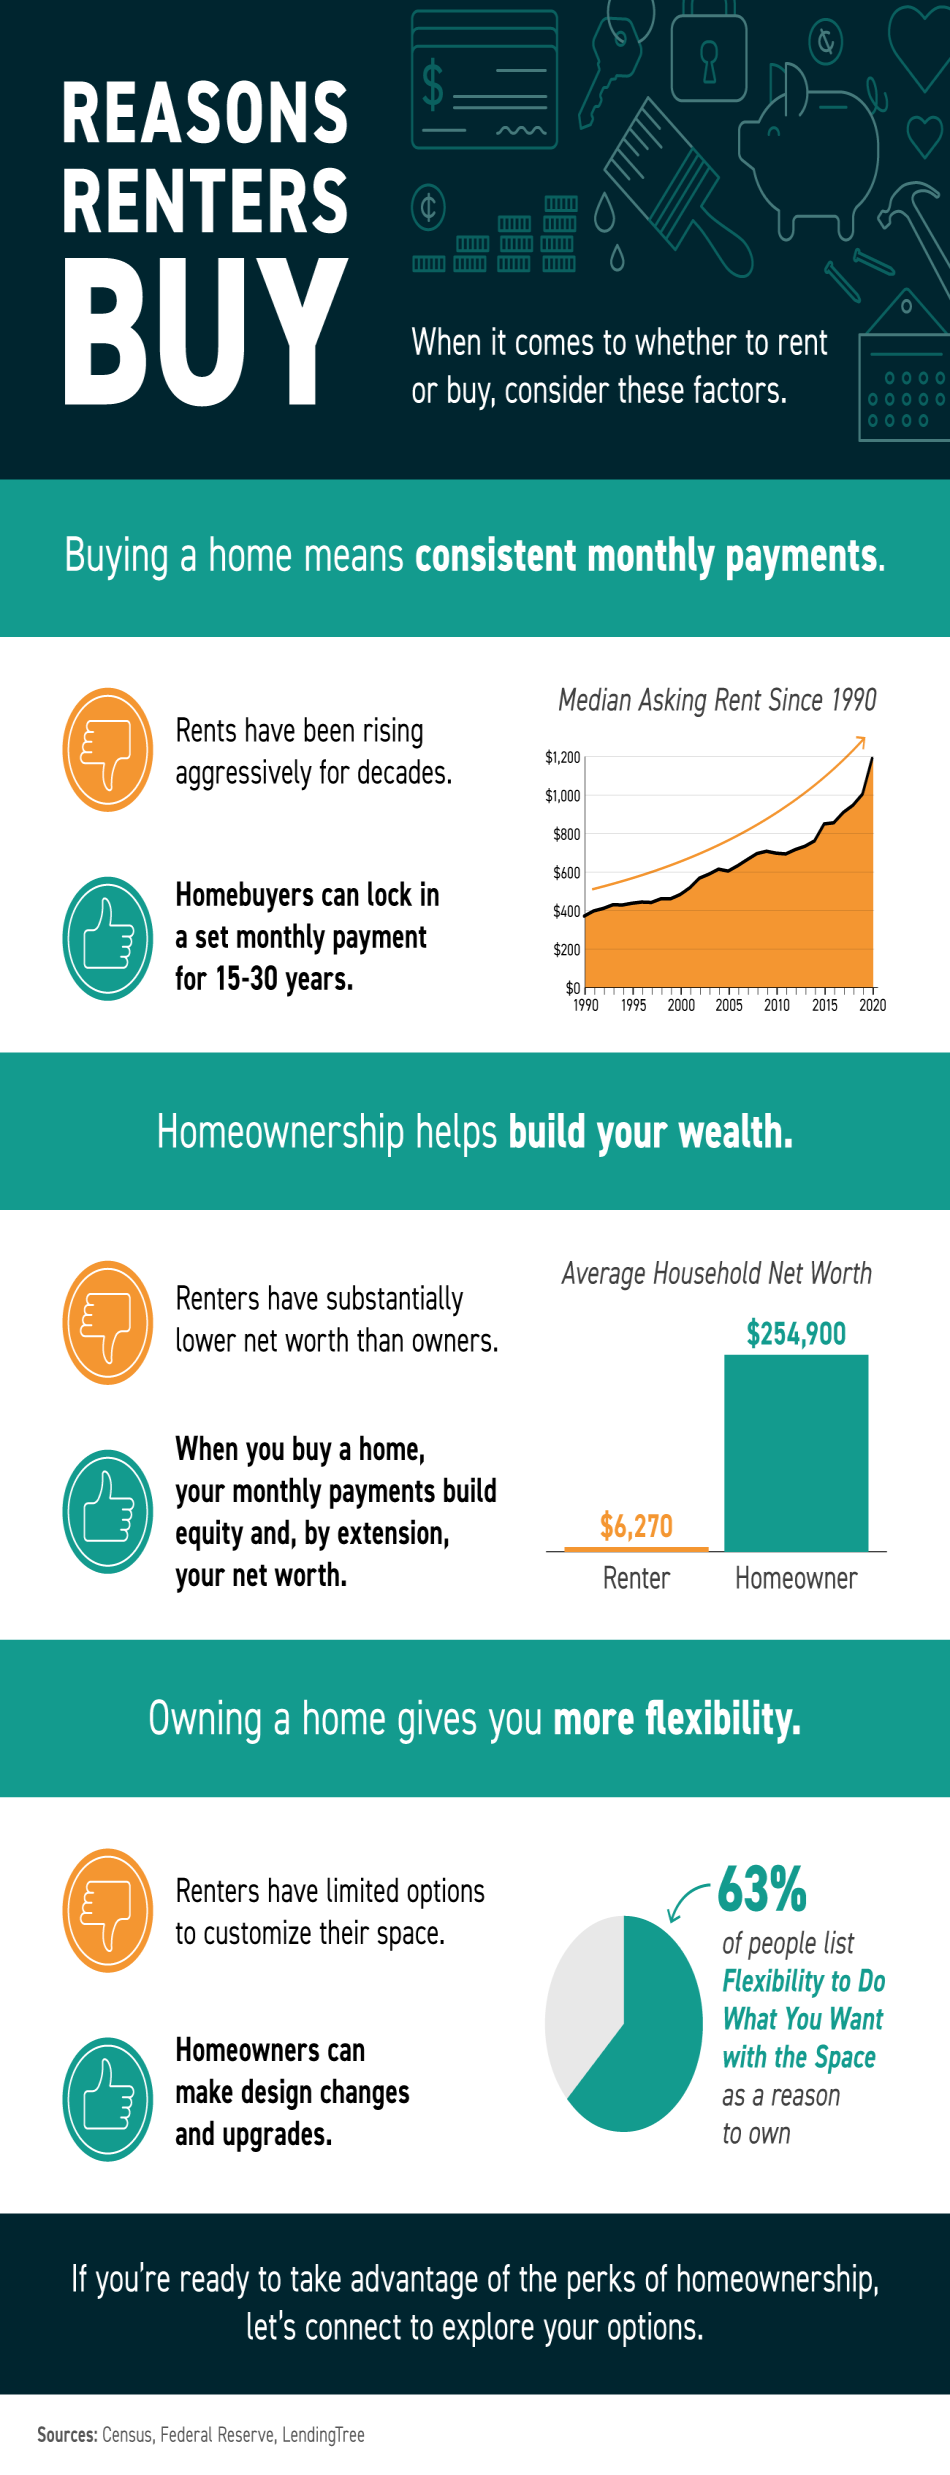 REASONS
RENTERS
BUY
When it comes to whether to rent
or buy, consider these factors.
Buying a home means consistent monthly payments.
Rents have been rising
aggressively for decades.
Homebuyers can lock in
a set monthly payment
for 15-30 years.
Median Asking Rent Since 1990
$1,200
$1,000
$800
$600
$400
$200
$0
1990 1995 2000 2005 2010 2015 2020
Homeownership helps build your wealth.
Renters have substantially
lower net worth than owners.
When you buy a home,
your monthly payments build
equity and, by extension,
your net worth.
Average Household Net Worth
$254,900
$6,270
Renter Homeowner
Owning a home gives you more flexibility.
Renters have limited options
to customize their space.
Homeowners can
make design changes
and upgrades.
63%
of people list
Flexibility to Do
What You Want
with the Space
as a reason
to own
If you're ready to take advantage of the perks of homeownership,
let's connect to explore your options.
Sources: Census, Federal Reserve, LendingTree